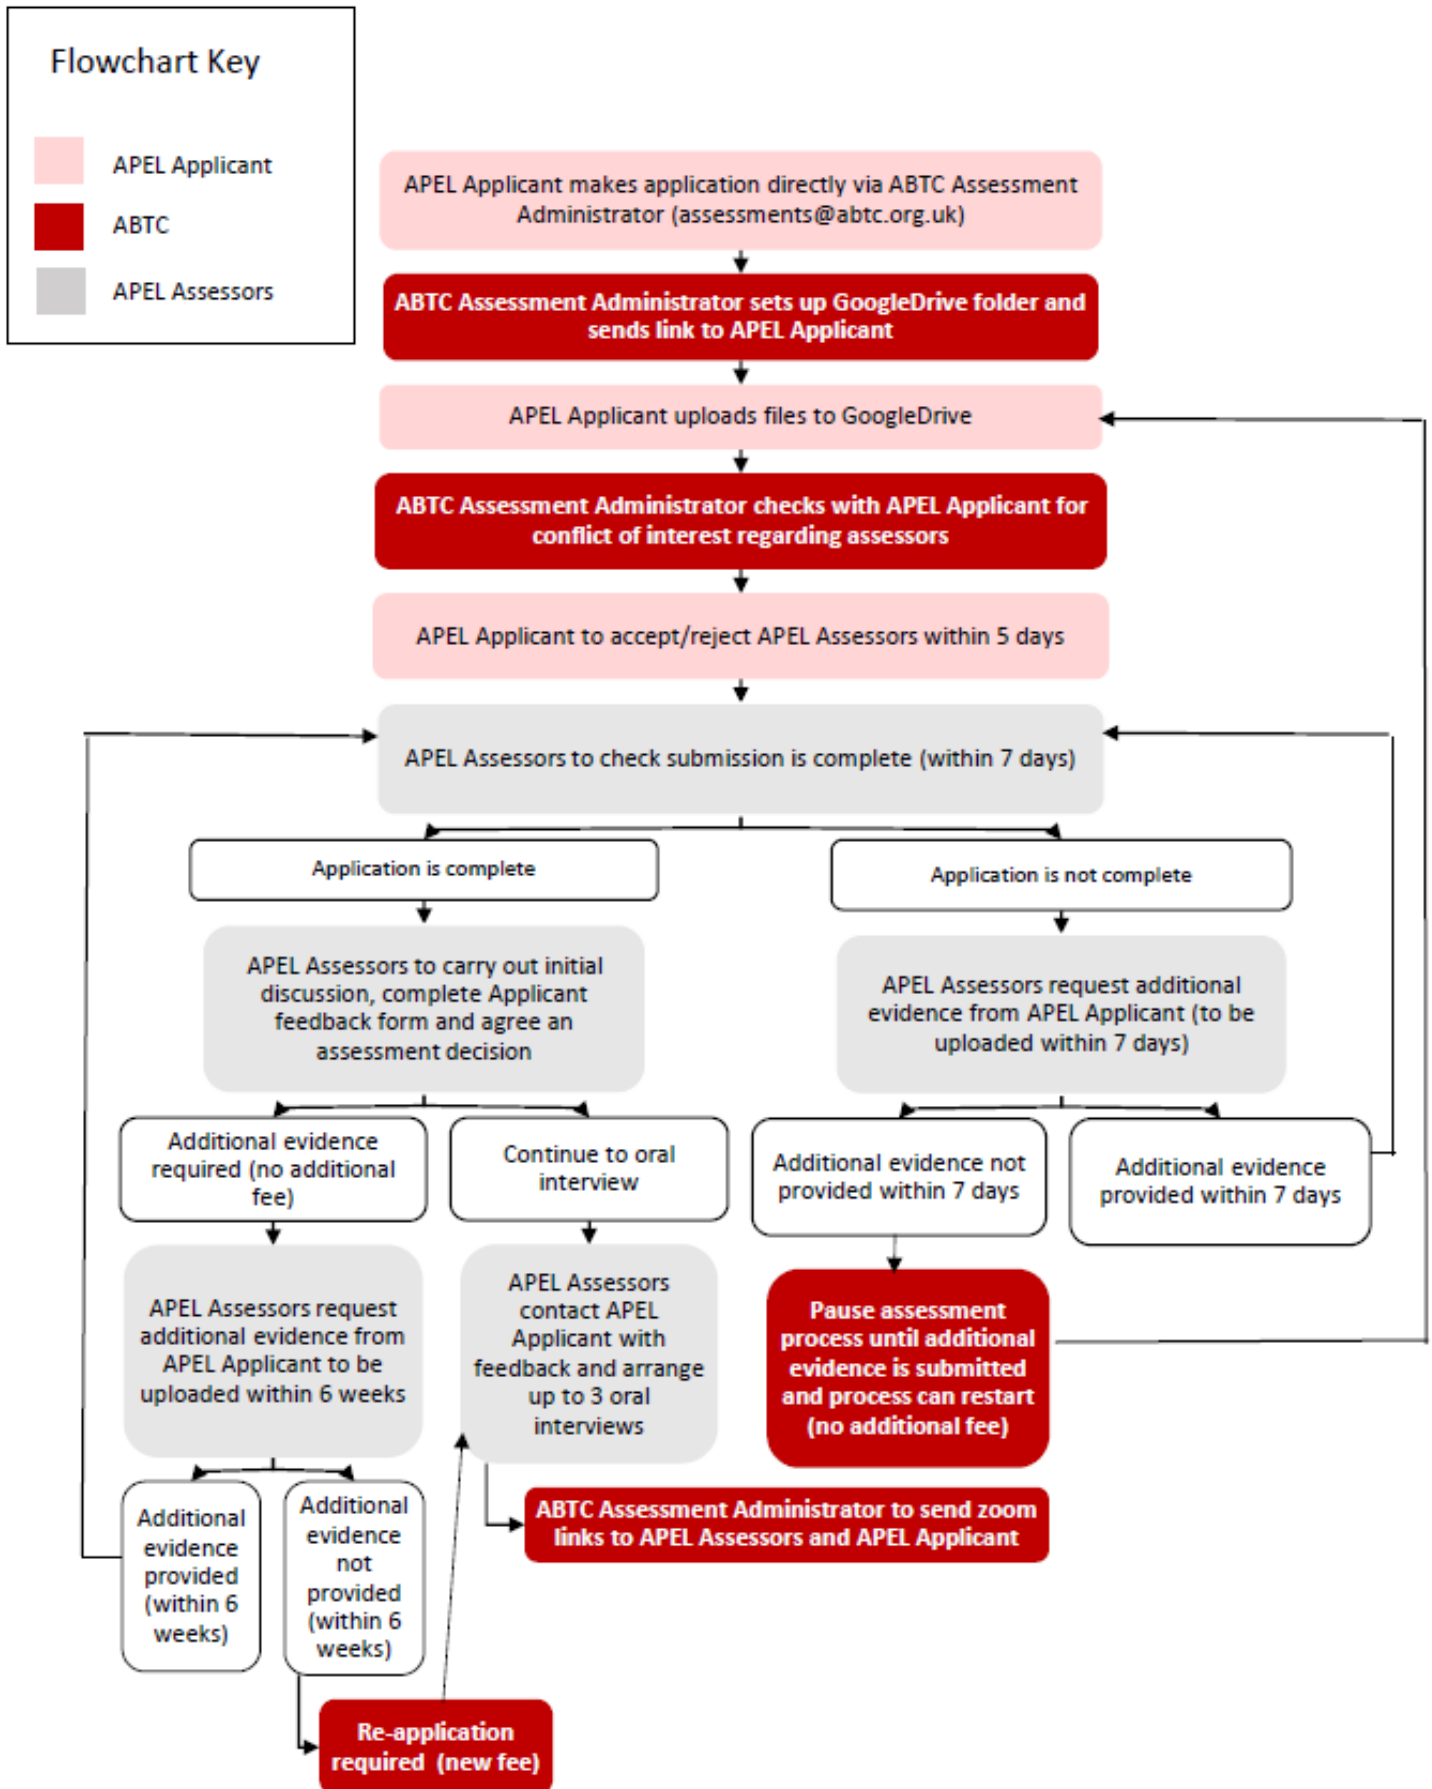 Flowchart Key
APEL Applicant
ABTC
APEL Assessors
APEL Applicant makes application directly via ABTC Assessment
Administrator (assessments@abtc.org.uk)
ABTC Assessment Administrator sets up GoogleDrive folder and
sends link to APEL Applicant
APEL Applicant uploads files to GoogleDrive
ABTC Assessment Administrator checks with APEL Applicant for
conflict of interest regarding assessors
APEL Applicant to accept/reject APEL Assessors within 5 days
APEL Assessors to check submission is complete (within 7 days)
Application is complete
Application is not complete
APEL Assessors to carry out initial
discussion, complete Applicant
feedback form and agree an
assessment decision
APEL Assessors request additional
evidence from APEL Applicant (to be
uploaded within 7 days)
Additional evidence
required (no additional
fee)
Continue to oral
interview
Additional evidence not
provided within 7 days
Additional evidence
provided within 7 days
APEL Assessors request
additional evidence from
APEL Applicant to be
uploaded within 6 weeks
APEL Assessors
contact APEL
Applicant with
feedback and arrange
up to 3 oral
interviews
Pause assessment
process until additional
evidence is submitted
and process can restart
(no additional fee)
Additional
evidence
provided
(within 6
weeks)
Additional
evidence
not
provided
(within 6
weeks)
ABTC Assessment Administrator to send zoom
links to APEL Assessors and APEL Applicant
Re-application
required (new fee)